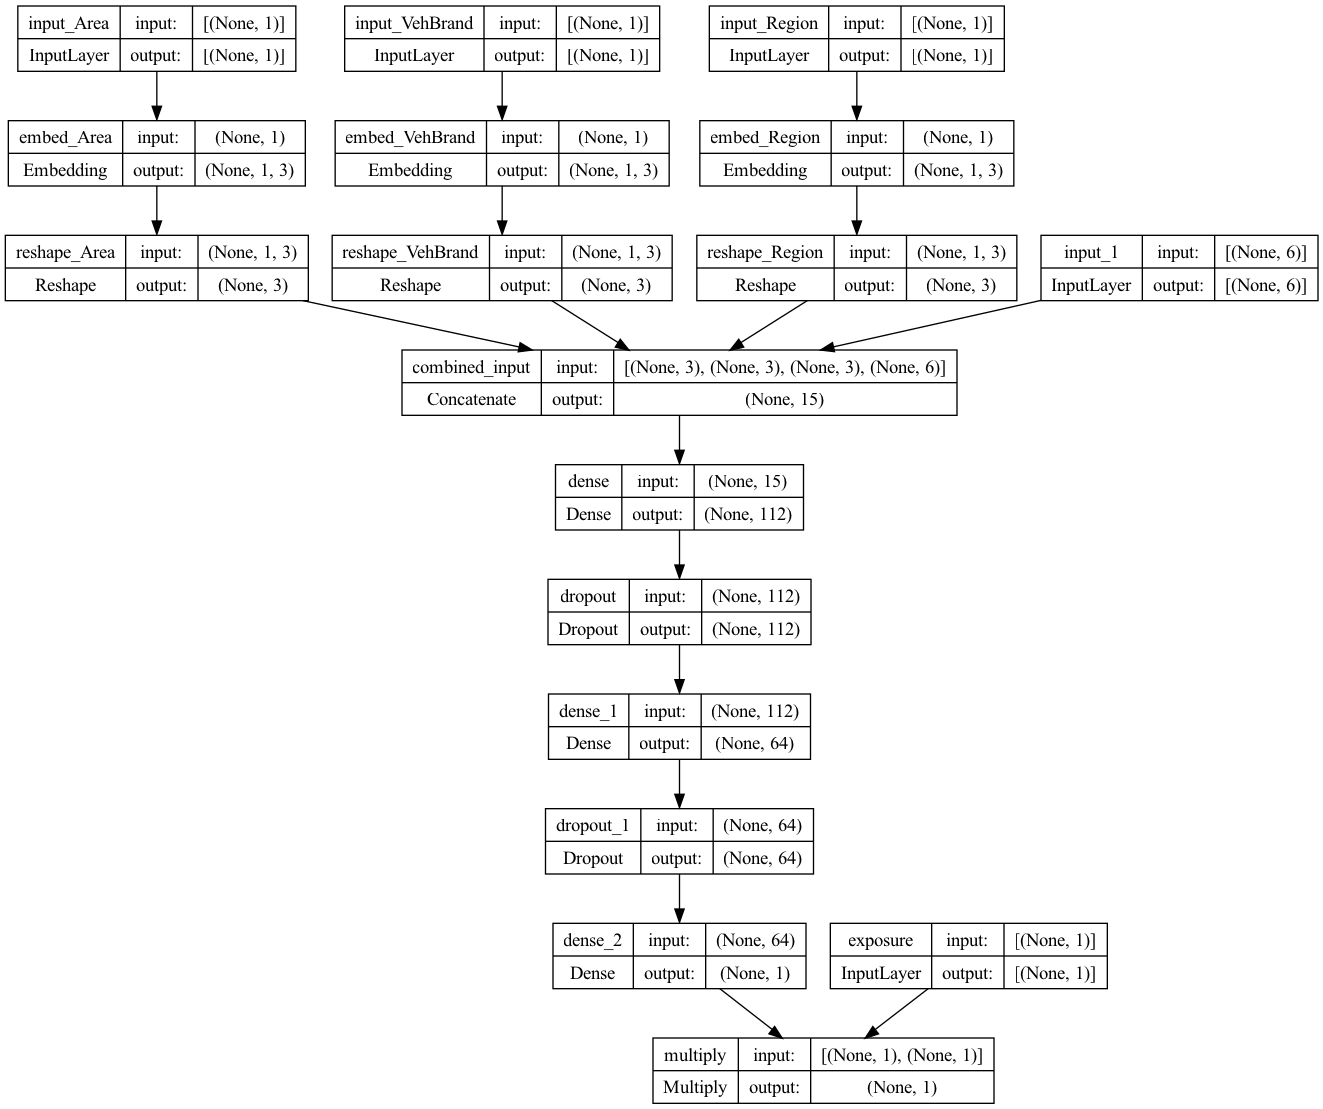 input_Area input: [(None, 1)]
InputLayer output: [(None, 1)]
input_VehBrand input: [(None, 1)]
InputLayer output: [(None, 1)]
input_Region input: [(None, 1)]
InputLayer output: [(None, 1)]
embed_Area input: (None, 1)
Embedding output: (None, 1, 3)
embed_VehBrand input: (None, 1)
Embedding output: (None, 1, 3)
embed_Region input: (None, 1)
Embedding output: (None, 1, 3)
reshape_Area input: (None, 1, 3)
Reshape output: (None, 3)
reshape_VehBrand input: (None, 1, 3)
Reshape output: (None, 3)
reshape_Region input: (None, 1, 3)
Reshape output: (None, 3)
input_1 input: [(None, 6)]
InputLayer output: [(None, 6)]
combined_input input: [(None, 3), (None, 3), (None, 3), (None, 6)]
Concatenate output: (None, 15)
dense input: (None, 15)
Dense output: (None, 112)
dropout input: (None, 112)
Dropout output: (None, 112)
dense_1 input: (None, 112)
Dense output: (None, 64)
dropout_1 input: (None, 64)
Dropout output: (None, 64)
dense_2 input: (None, 64)
Dense output: (None, 1)
exposure input: [(None, 1)]
InputLayer output: [(None, 1)]
multiply input: [(None, 1), (None, 1)]
Multiply output: (None, 1)